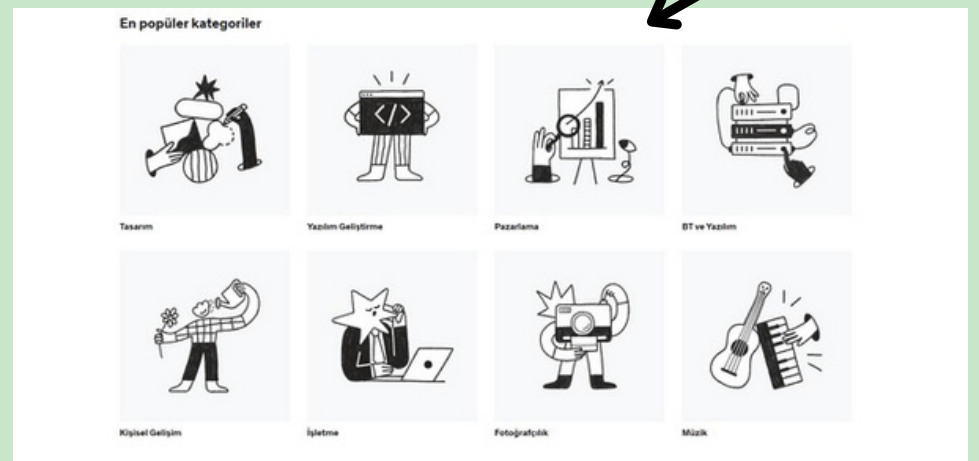 En popüler kategoriler
</>
Tasarım
Yazılım Geliştirme
Pazarlama
BT ve Yazılım
Kişisel Gelişim
İşletme
Fotoğrafçılık
Müzik